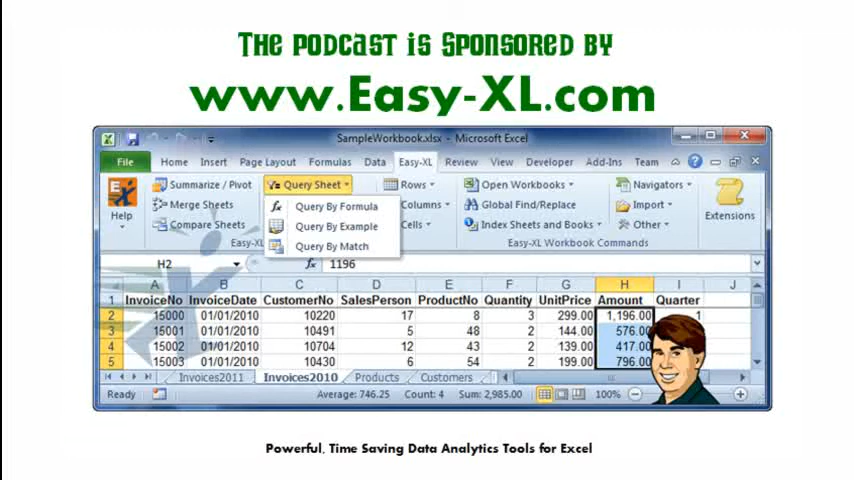 The Podcast is Sponsored by
www.Easy-XL.com
SampleWorkbook.xlsx - Microsoft Excel
File Home Insert Page Layout Formulas Data Easy-XL Review View Developer Add-Ins Team
Summarize / Pivot Query Sheet Rows Open Workbooks Navigators
Merge Sheets fx Query By Formula Columns Global Find/Replace Import
Help Compare Sheets Query By Example Cells Index Sheets and Books Other Extensions
Query By Match
Easy-XL Workbook Commands
H2 fx 1196
A B C D E F G H I J
1 InvoiceNo InvoiceDate CustomerNo SalesPerson ProductNo Quantity UnitPrice Amount Quarter
2 15000 01/01/2010 10220 17 8 3 299.00 1,196.00 1
3 15001 01/01/2010 10491 5 48 2 144.00 576.00
4 15002 01/01/2010 10704 12 43 2 139.00 417.00
5 15003 01/01/2010 10430 6 54 2 199.00 796.00
Invoices2011 Invoices2010 Products Customers
Ready Average: 746.25 Count: 4 Sum: 2,985.00 100%
Powerful, Time Saving Data Analytics Tools for Excel